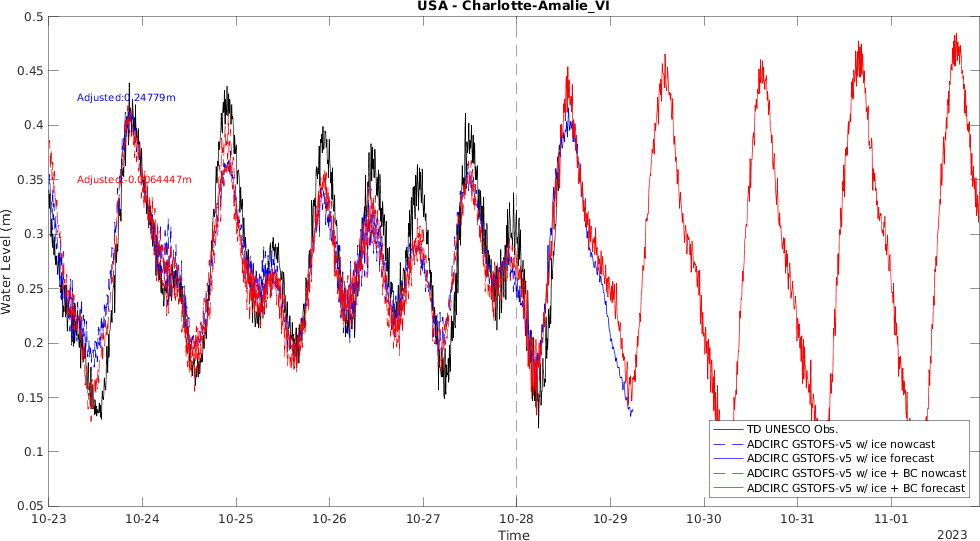 USA - Charlotte-Amalie_VI
0.5
0.45
0.4
0.35
0.3
0.25
0.2
0.15
0.1
0.05
Water Level (m)
Adjusted:0.24779m
Adjusted:-0.0064447m
TD UNESCO Obs.
ADCIRC GSTOFS-v5 w/ ice nowcast
ADCIRC GSTOFS-v5 w/ ice forecast
ADCIRC GSTOFS-v5 w/ ice + BC nowcast
ADCIRC GSTOFS-v5 w/ ice + BC forecast
10-23 10-24 10-25 10-26 10-27 10-28 10-29 10-30 10-31 11-01
Time
2023